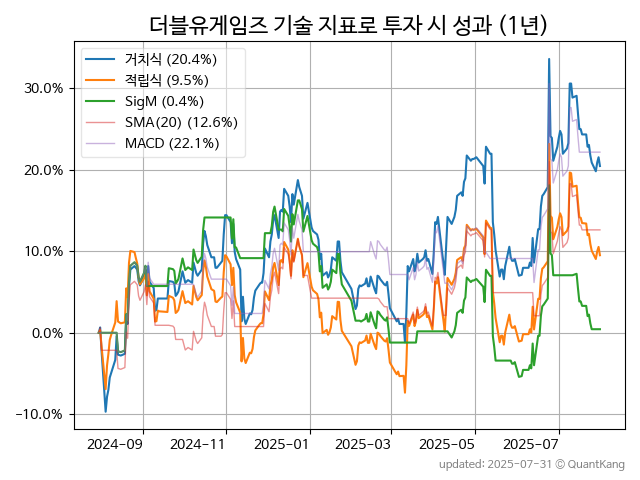 더블유게임즈 기술 지표로 투자 시 성과 (1년)
거치식 (20.4%)
적립식 (9.5%)
SigM (0.4%)
SMA(20) (12.6%)
MACD (22.1%)
30.0%
20.0%
10.0%
0.0%
−10.0%
2024−09 2024−11 2025−01 2025−03 2025−05 2025−07
updated: 2025-07-31 © QuantKang